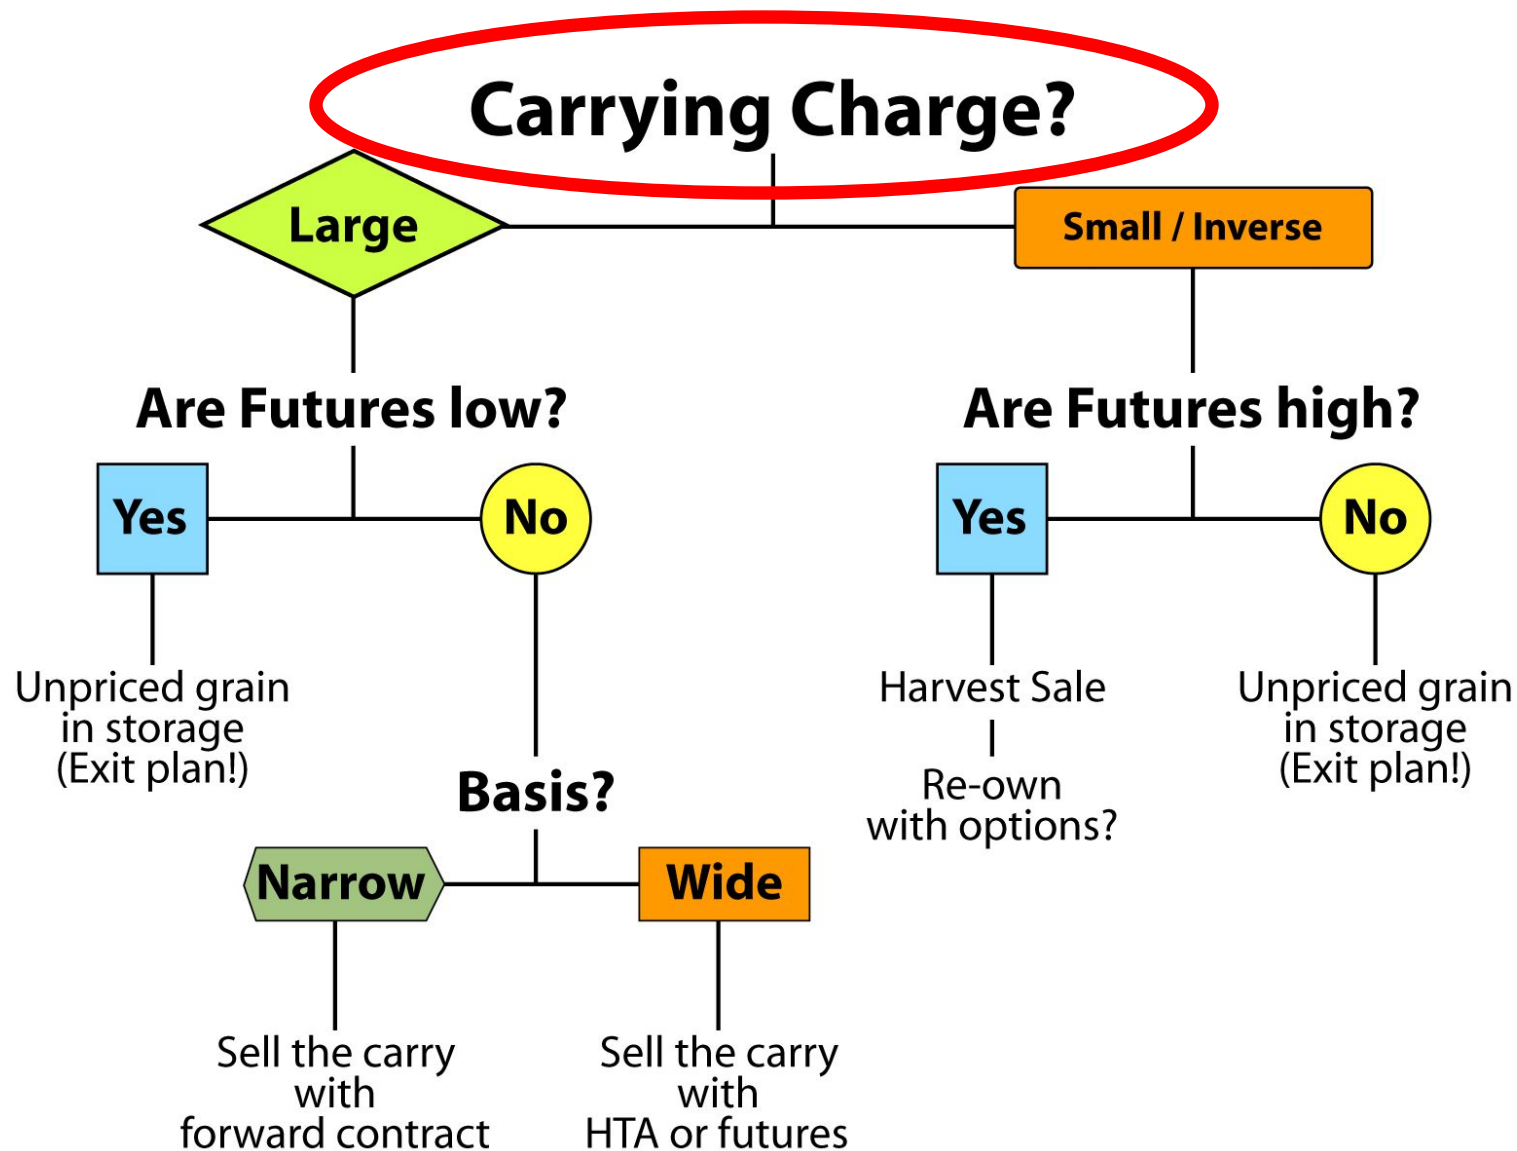 Carrying Charge?
Large
Small / Inverse
Are Futures low?
Are Futures high?
Yes
No
Yes
No
Unpriced grain
in storage
(Exit plan!)
Harvest Sale
Re-own
with options?
Unpriced grain
in storage
(Exit plan!)
Basis?
Narrow
Wide
Sell the carry
with
forward contract
Sell the carry
with
HTA or futures